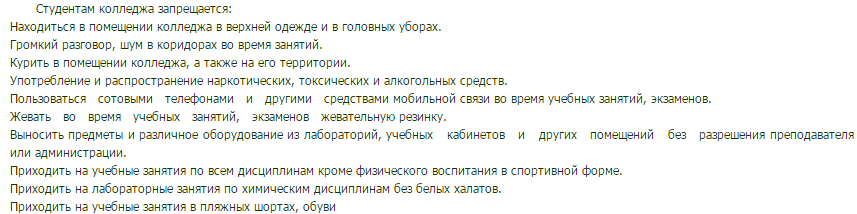 Студентам колледжа запрещается:
Находиться в помещении колледжа в верхней одежде и в головных уборах.
Громкий разговор, шум в коридорах во время занятий.
Курить в помещении колледжа, а также на его территории.
Употребление и распространение наркотических, токсических и алкогольных средств.
Пользоваться сотовыми телефонами и другими средствами мобильной связи во время учебных занятий, экзаменов.
Жевать во время учебных занятий, экзаменов жевательную резинку.
Выносить предметы и различное оборудование из лабораторий, учебных кабинетов и других помещений без разрешения преподавателя
или администрации.
Приходить на учебные занятия по всем дисциплинам кроме физического воспитания в спортивной форме.
Приходить на лабораторные занятия по химическим дисциплинам без белых халатов.
Приходить на учебные занятия в пляжных шортах, обуви